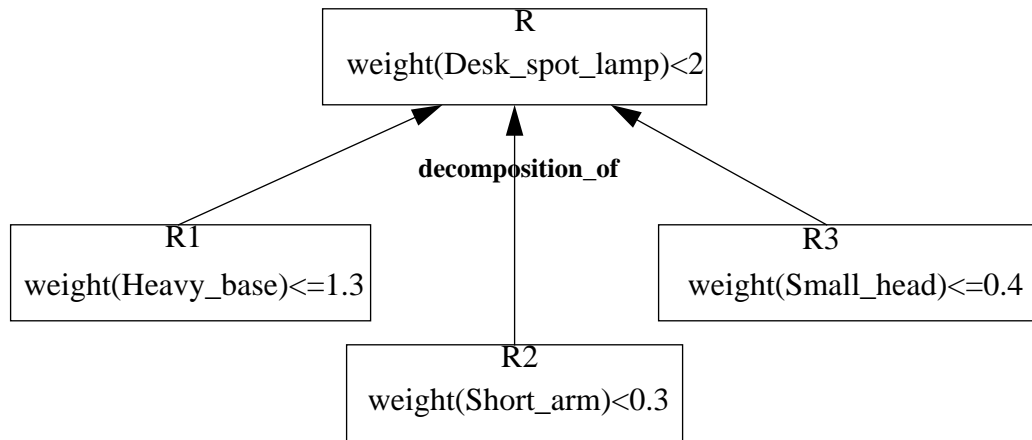 R
weight(Desk_spot_lamp)<2
decomposition_of
R1
weight(Heavy_base)<=1.3
R3
weight(Small_head)<=0.4
R2
weight(Short_arm)<0.3